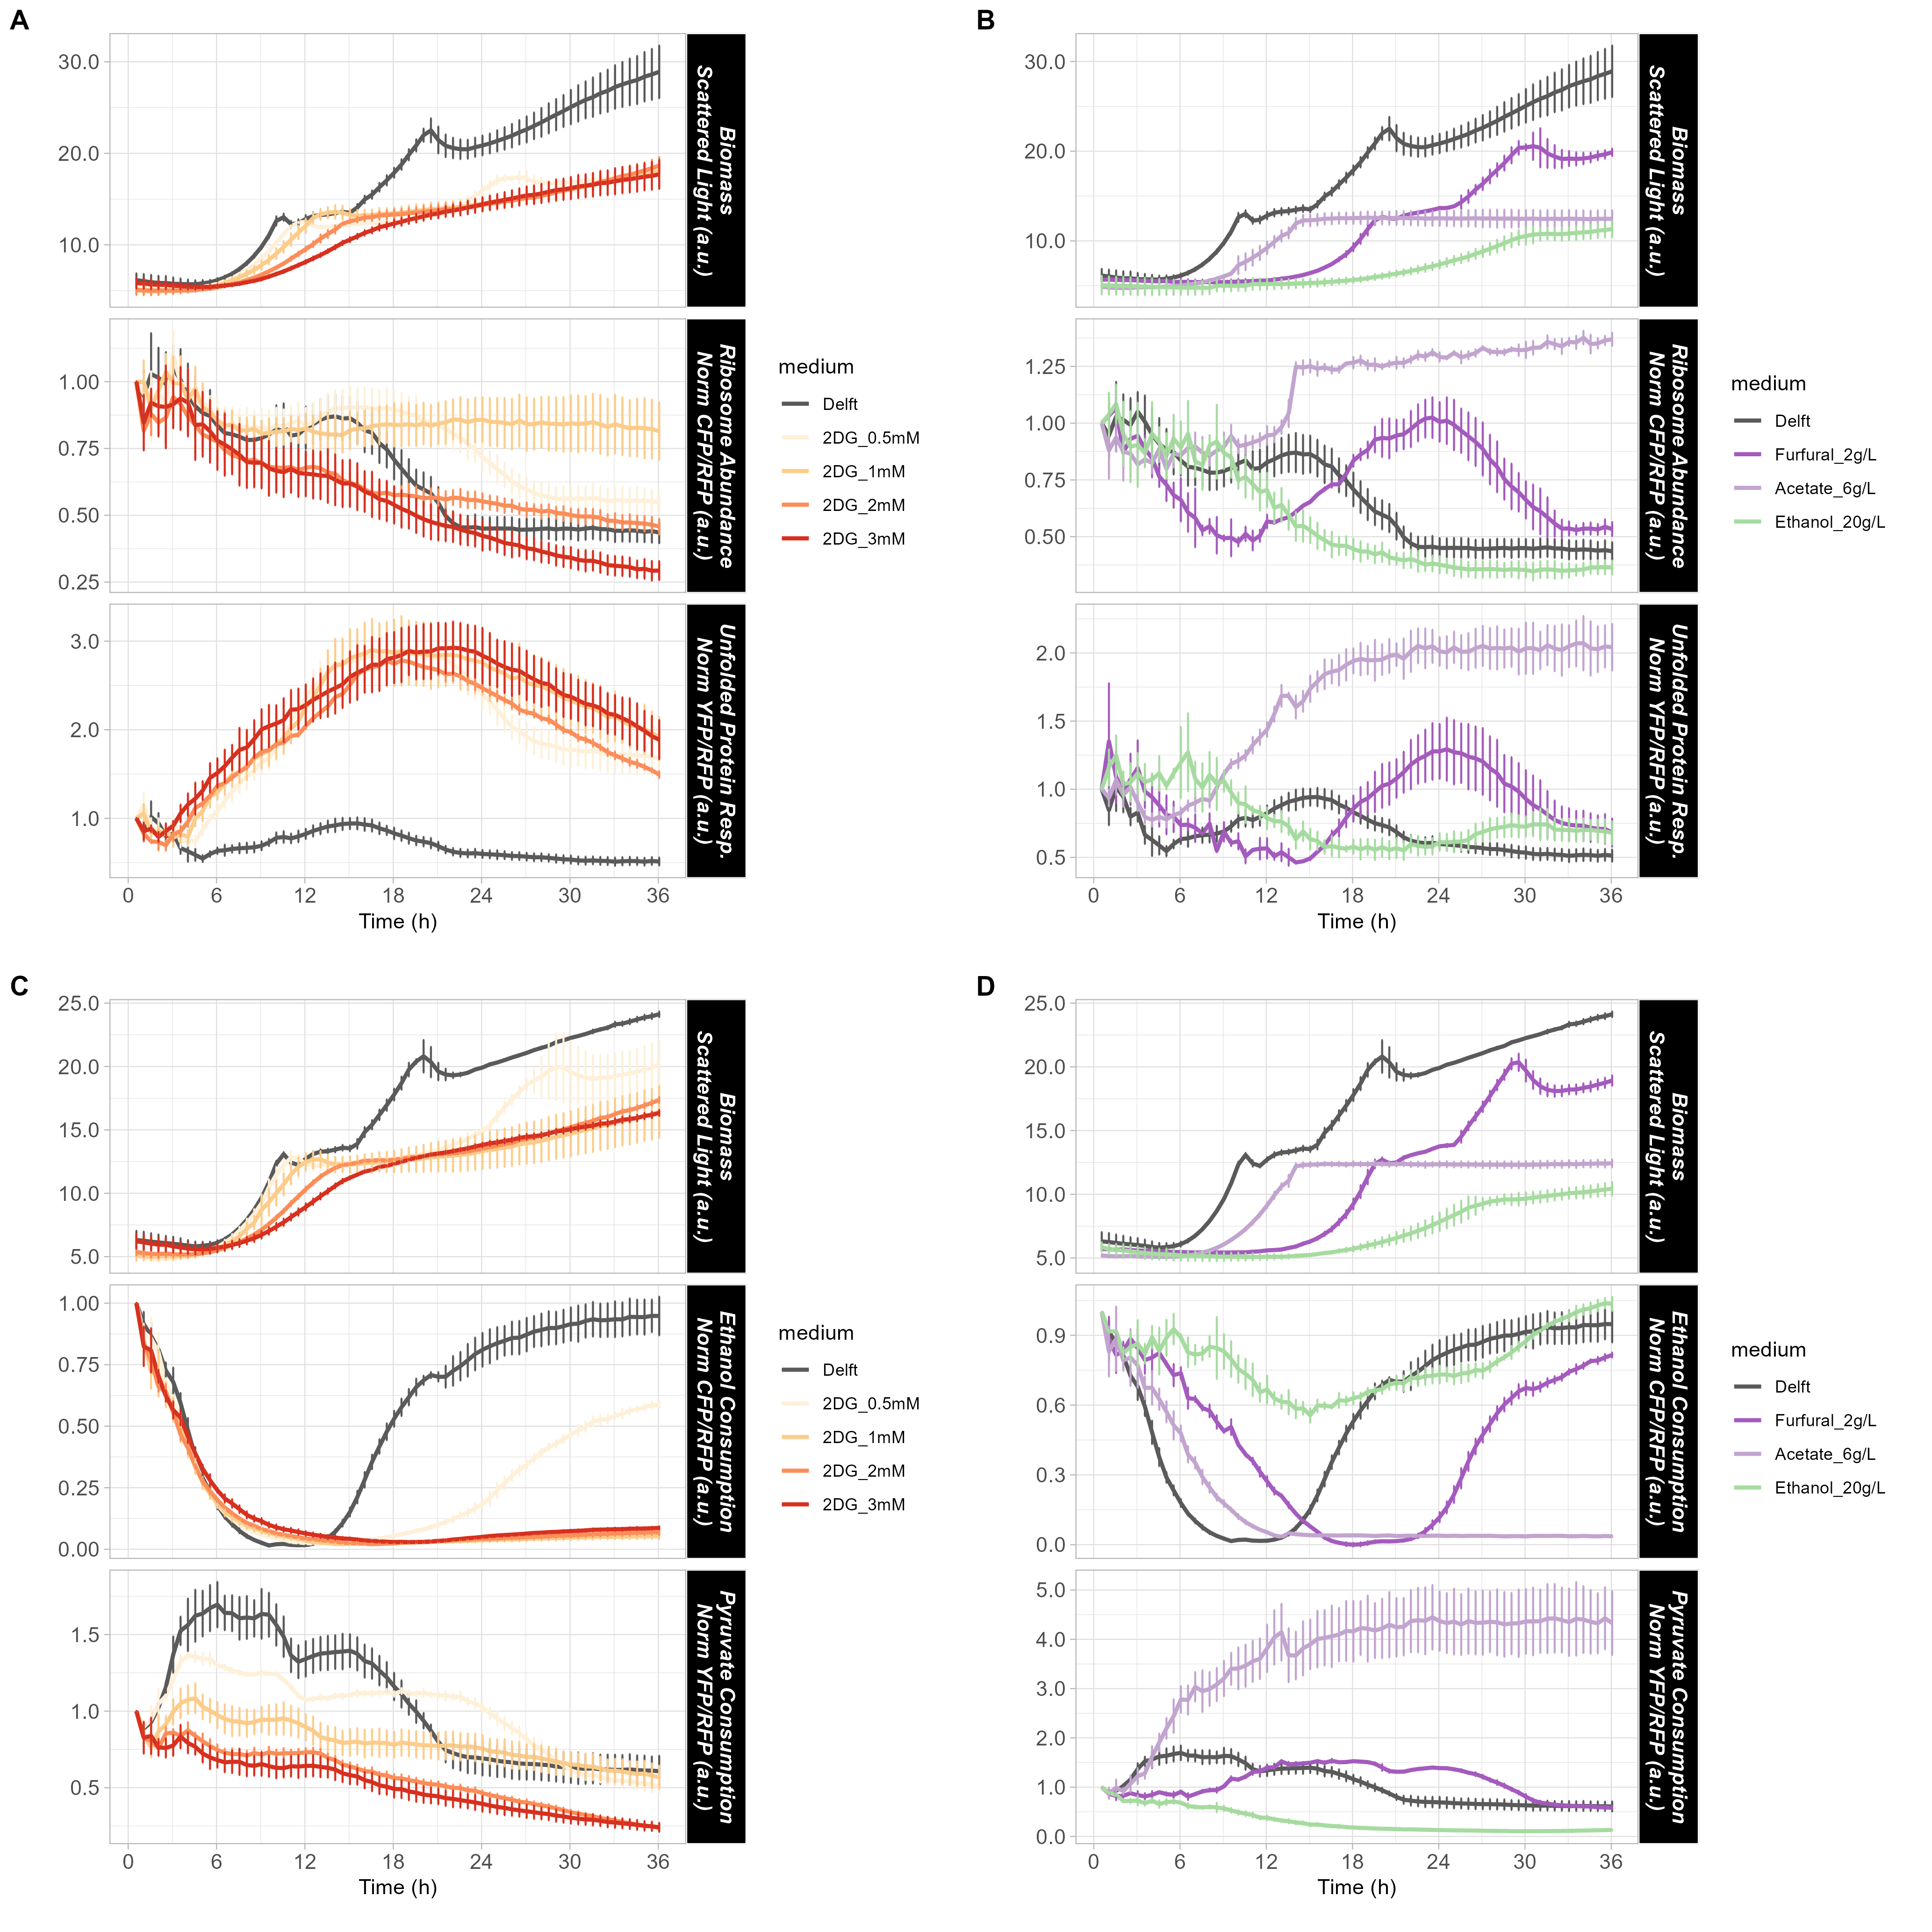 A
30.0
20.0
10.0
Biomass
Scattered Light (a.u.)
1.00
0.75
0.50
0.25
Ribosome Abundance
Norm CFP/RFP (a.u.)
3.0
2.0
1.0
Unfolded Protein Resp.
Norm YFP/RFP (a.u.)
0 6 12 18 24 30 36
Time (h)
medium
Delft
2DG_0.5mM
2DG_1mM
2DG_2mM
2DG_3mM
B
30.0
20.0
10.0
Biomass
Scattered Light (a.u.)
1.25
1.00
0.75
0.50
Ribosome Abundance
Norm CFP/RFP (a.u.)
2.0
1.5
1.0
0.5
Unfolded Protein Resp.
Norm YFP/RFP (a.u.)
0 6 12 18 24 30 36
Time (h)
medium
Delft
Furfural_2g/L
Acetate_6g/L
Ethanol_20g/L
C
25.0
20.0
15.0
10.0
5.0
Biomass
Scattered Light (a.u.)
1.00
0.75
0.50
0.25
0.00
Ethanol Consumption
Norm CFP/RFP (a.u.)
1.5
1.0
0.5
Pyruvate Consumption
Norm YFP/RFP (a.u.)
0 6 12 18 24 30 36
Time (h)
medium
Delft
2DG_0.5mM
2DG_1mM
2DG_2mM
2DG_3mM
D
25.0
20.0
15.0
10.0
5.0
Biomass
Scattered Light (a.u.)
0.9
0.6
0.3
0.0
Ethanol Consumption
Norm CFP/RFP (a.u.)
5.0
4.0
3.0
2.0
1.0
0.0
Pyruvate Consumption
Norm YFP/RFP (a.u.)
0 6 12 18 24 30 36
Time (h)
medium
Delft
Furfural_2g/L
Acetate_6g/L
Ethanol_20g/L